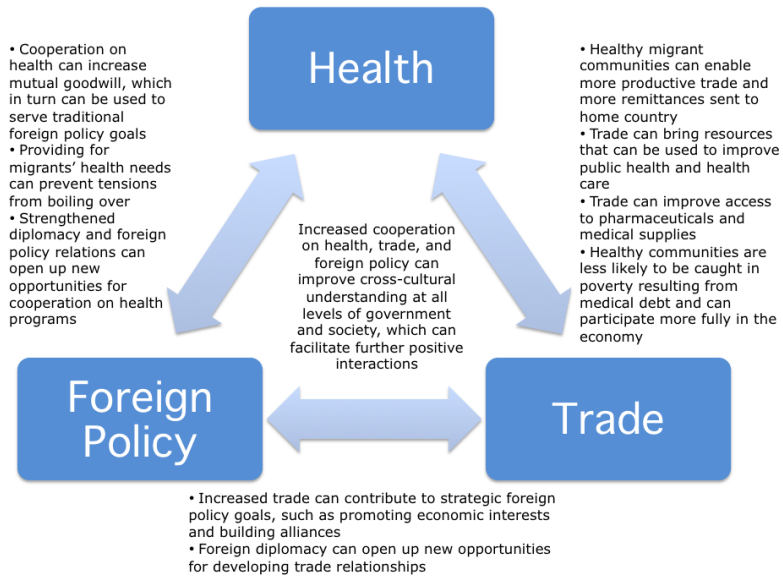 Health
• Cooperation on
health can increase
mutual goodwill, which
in turn can be used to
serve traditional
foreign policy goals
• Providing for
migrants’ health needs
can prevent tensions
from boiling over
• Strengthened
diplomacy and foreign
policy relations can
open up new
opportunities for
cooperation on health
programs
• Healthy migrant
communities can enable
more productive trade and
more remittances sent to
home country
• Trade can bring resources
that can be used to improve
public health and health
care
• Trade can improve access
to pharmaceuticals and
medical supplies
• Healthy communities are
less likely to be caught in
poverty resulting from
medical debt and can
participate more fully in the
economy
Increased cooperation
on health, trade, and
foreign policy can
improve cross-cultural
understanding at all
levels of government
and society, which can
facilitate further positive
interactions
Foreign
Policy
Trade
• Increased trade can contribute to strategic foreign
policy goals, such as promoting economic interests
and building alliances
• Foreign diplomacy can open up new opportunities
for developing trade relationships